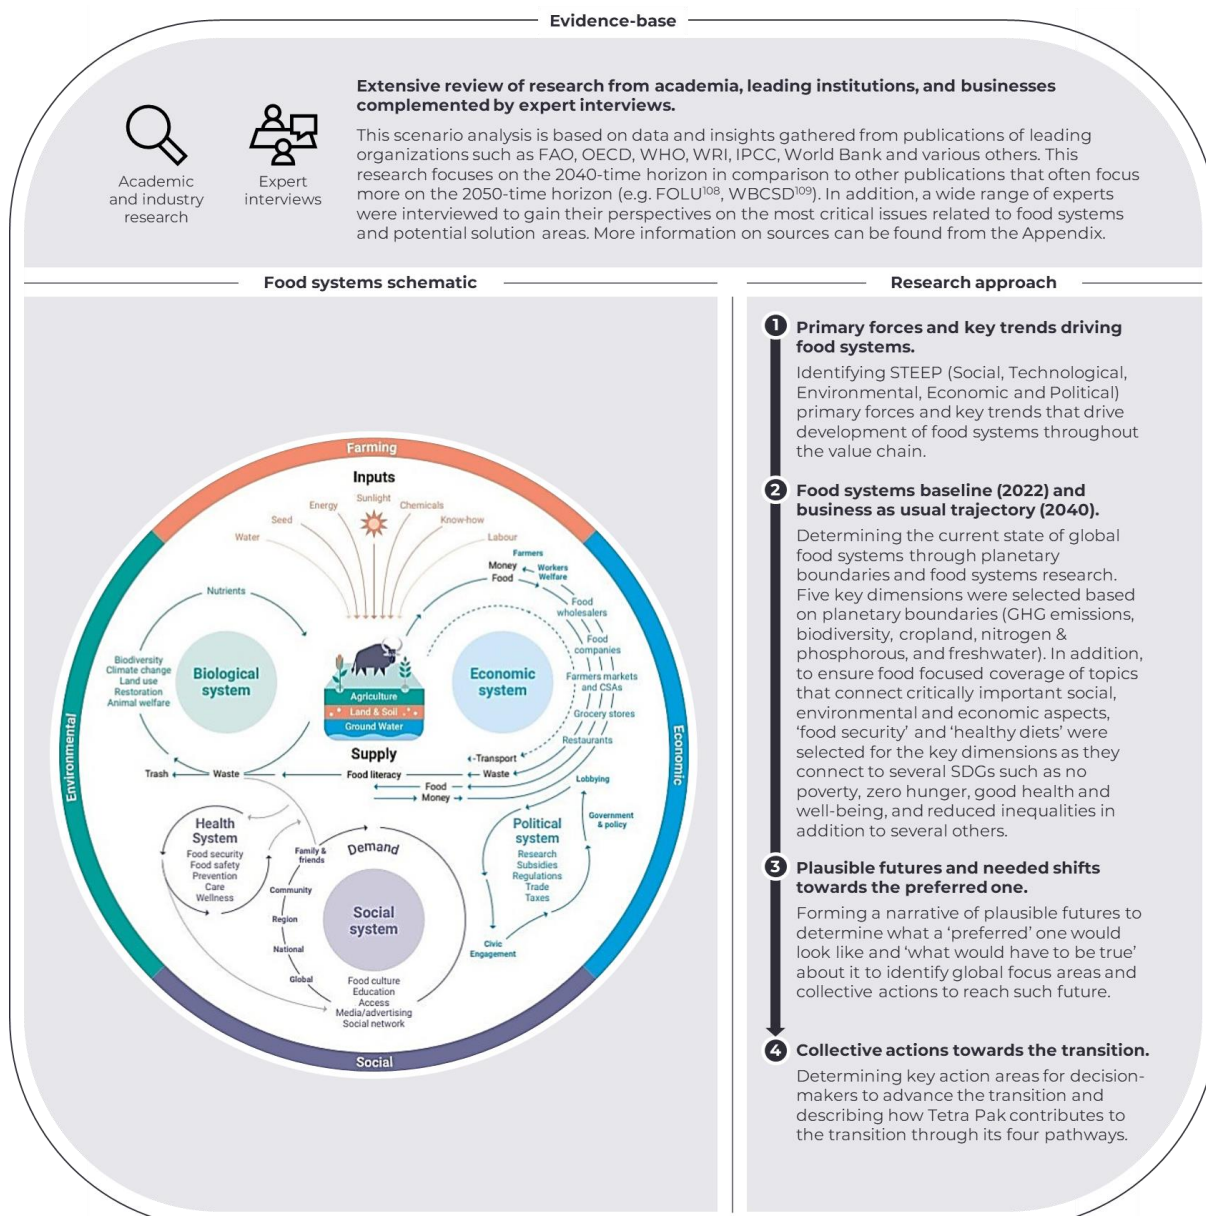 Evidence-base
Academic
and industry
research
Expert
interviews
Extensive review of research from academia, leading institutions, and businesses
complemented by expert interviews.
This scenario analysis is based on data and insights gathered from publications of leading
organizations such as FAO, OECD, WHO, WRI, IPCC, World Bank and various others. This
research focuses on the 2040-time horizon in comparison to other publications that often focus
more on the 2050-time horizon (e.g. FOLU108, WBCSD109). In addition, a wide range of experts
were interviewed to gain their perspectives on the most critical issues related to food systems
and potential solution areas. More information on sources can be found from the Appendix.
Food systems schematic
Farming
Inputs
Water
Seed
Energy
Sunlight
Chemicals
Know-how
Labour
Farmers
Money
Workers
Welfare
Food
Food
wholesalers
Food
companies
Farmers markets
and CSAs
Grocery stores
Restaurants
Nutrients
Biological
system
Biodiversity
Climate change
Land use
Restoration
Animal welfare
Agriculture
Land & Soil
Ground Water
Economic
system
Supply
Transport
Trash
Waste
Food literacy
Waste
Food
Money
Lobbying
Environmental
Economic
Health
System
Food security
Food safety
Prevention
Care
Wellness
Demand
Family &
friends
Community
Region
National
Global
Social
system
Food culture
Education
Access
Media/advertising
Social network
Political
system
Research
Subsidies
Regulations
Trade
Taxes
Government
& policy
Civic
Engagement
Social
Research approach
1 Primary forces and key trends driving
food systems.
Identifying STEEP (Social, Technological,
Environmental, Economic and Political)
primary forces and key trends that drive
development of food systems throughout
the value chain.
2 Food systems baseline (2022) and
business as usual trajectory (2040).
Determining the current state of global
food systems through planetary
boundaries and food systems research.
Five key dimensions were selected based
on planetary boundaries (GHG emissions,
biodiversity, cropland, nitrogen &
phosphorous, and freshwater). In addition,
to ensure food focused coverage of topics
that connect critically important social,
environmental and economic aspects,
‘food security’ and ‘healthy diets’ were
selected for the key dimensions as they
connect to several SDGs such as no
poverty, zero hunger, good health and
well-being, and reduced inequalities in
addition to several others.
3 Plausible futures and needed shifts
towards the preferred one.
Forming a narrative of plausible futures to
determine what a ‘preferred’ one would
look like and ‘what would have to be true’
about it to identify global focus areas and
collective actions to reach such future.
4 Collective actions towards the transition.
Determining key action areas for decision-
makers to advance the transition and
describing how Tetra Pak contributes to
the transition through its four pathways.